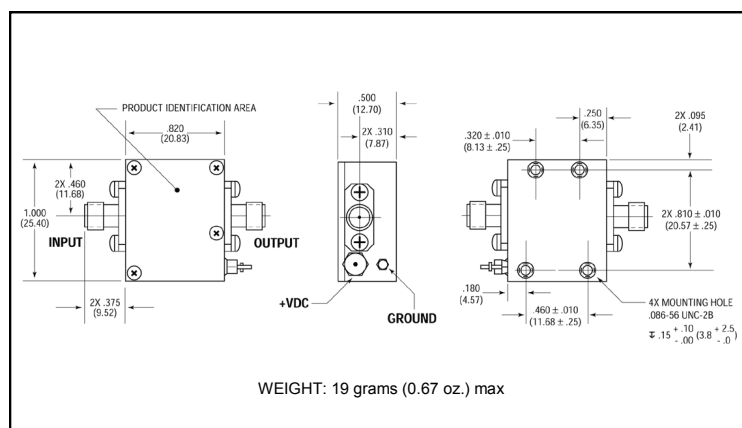 PRODUCT IDENTIFICATION AREA
.820
(20.83)
2X .460
(11.68)
1.000
(25.40)
INPUT
OUTPUT
2X .375
(9.52)
.500
(12.70)
2X .310
(7.87)
+VDC
GROUND
.250
(6.35)
2X .095
(2.41)
.320 ± .010
(8.13 ± .25)
2X .810 ± .010
(20.57 ± .25)
.180
(4.57)
.460 ± .010
(11.68 ± .25)
4X MOUNTING HOLE
.086-56 UNC-2B
↧ .15 + .10 - .00 (3.8 + 2.5 - .0 )
WEIGHT: 19 grams (0.67 oz.) max